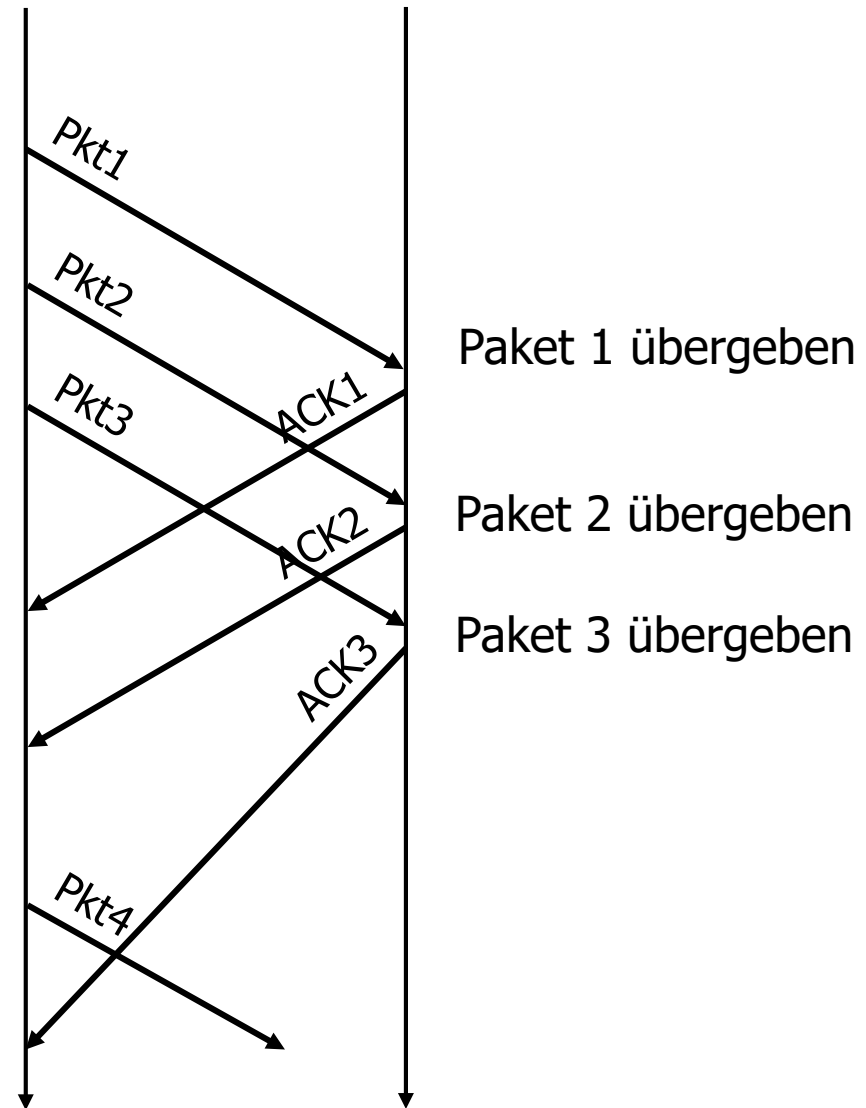 Pkt1
Pkt2
Paket 1 übergeben
Pkt3
ACK1
Paket 2 übergeben
ACK2
Paket 3 übergeben
ACK3
Pkt4